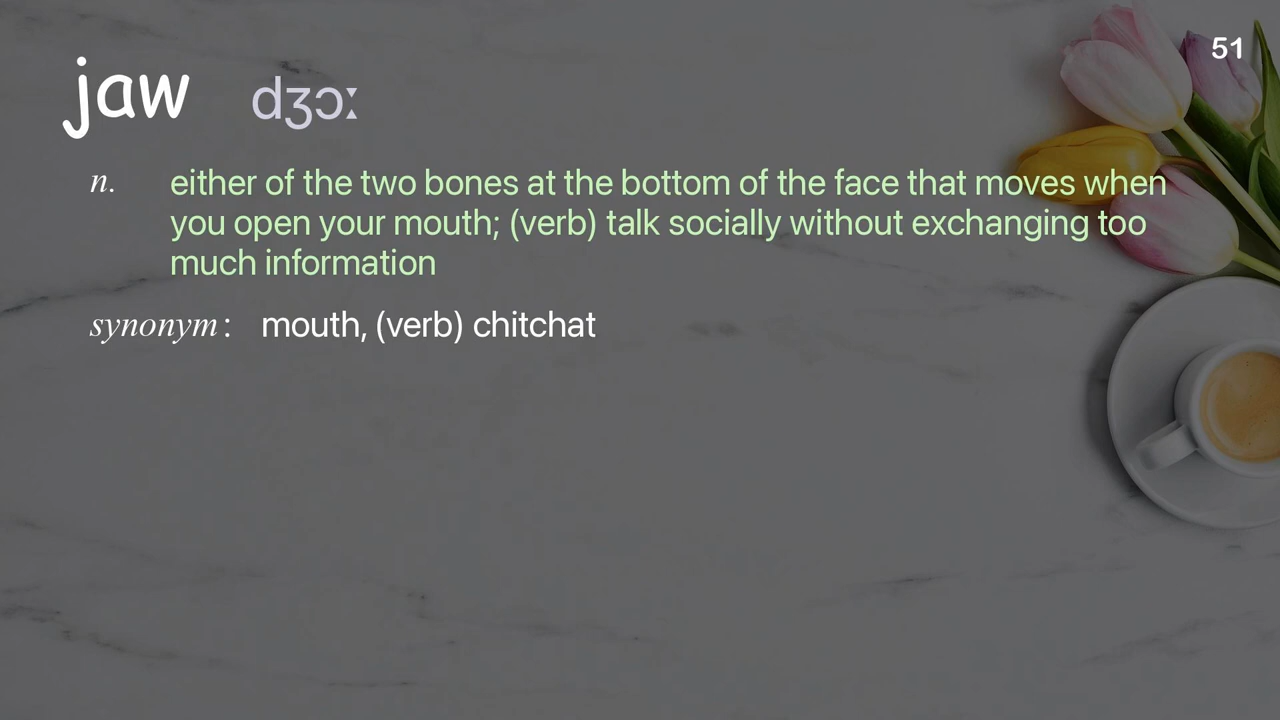 51
jaw dʒɔː
n. either of the two bones at the bottom of the face that moves when
you open your mouth; (verb) talk socially without exchanging too
much information
synonym: mouth, (verb) chitchat